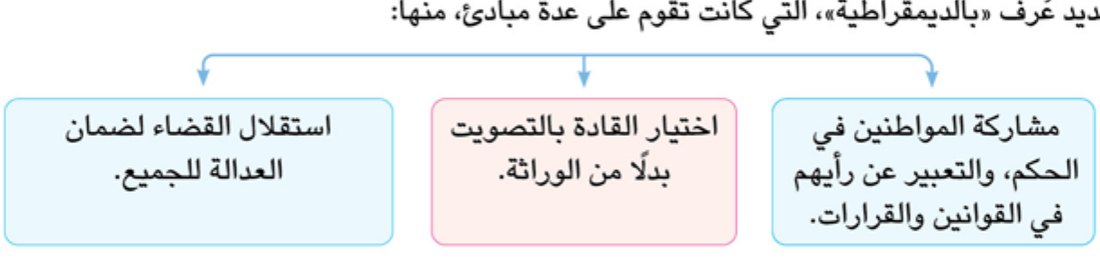 ديد عُرف «بالديمقراطية»، التي كانت تقوم على عدة مبادئ، منها:
مشاركة المواطنين في
الحكم، والتعبير عن رأيهم
في القوانين والقرارات.
اختيار القادة بالتصويت
بدلًا من الوراثة.
استقلال القضاء لضمان
العدالة للجميع.